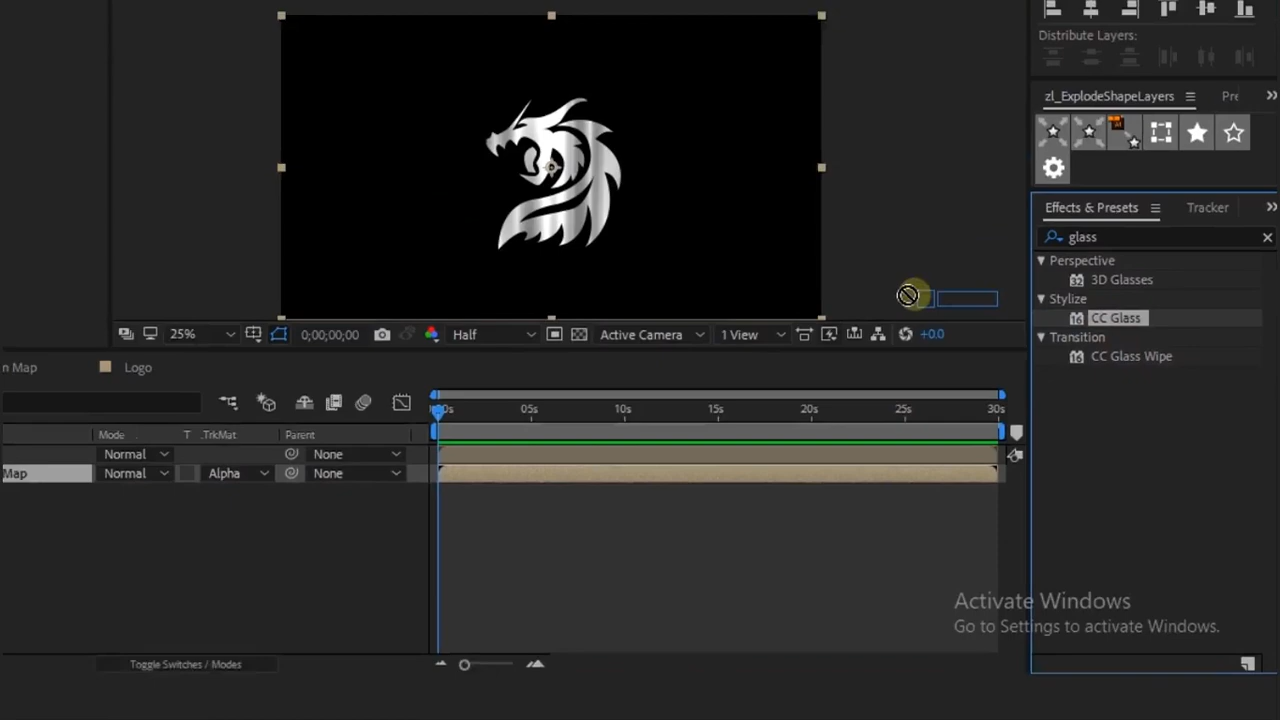 Distribute Layers:
zl_ExplodeShapeLayers
Effects & Presets
Tracker
glass
Perspective
32 3D Glasses
Stylize
16 CC Glass
Transition
16 CC Glass Wipe
25%
0;00;00;00
Half
Active Camera
1 View
+0.0
n Map
Logo
05s 10s 15s 20s 25s 30s
Mode T .TrkMat Parent
Normal None
Map Normal Alpha None
Activate Windows
Go to Settings to activate Windows.
Toggle Switches / Modes